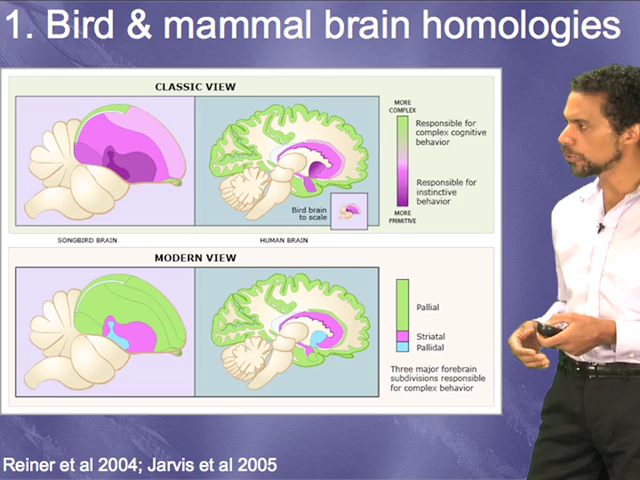 1. Bird & mammal brain homologies
CLASSIC VIEW
MORE
COMPLEX
Responsible for
complex cognitive
behavior
Responsible for
instinctive
behavior
MORE
PRIMITIVE
Bird brain
to scale
SONGBIRD BRAIN
HUMAN BRAIN
MODERN VIEW
Pallial
Striatal
Pallidal
Three major forebrain
subdivisions responsible
for complex behavior
Reiner et al 2004; Jarvis et al 2005